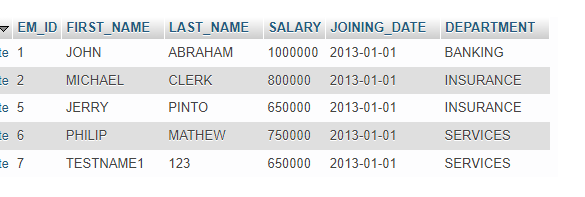 EM_ID FIRST_NAME LAST_NAME SALARY JOINING_DATE DEPARTMENT
te 1 JOHN ABRAHAM 1000000 2013-01-01 BANKING
te 2 MICHAEL CLERK 800000 2013-01-01 INSURANCE
te 5 JERRY PINTO 650000 2013-01-01 INSURANCE
te 6 PHILIP MATHEW 750000 2013-01-01 SERVICES
te 7 TESTNAME1 123 650000 2013-01-01 SERVICES